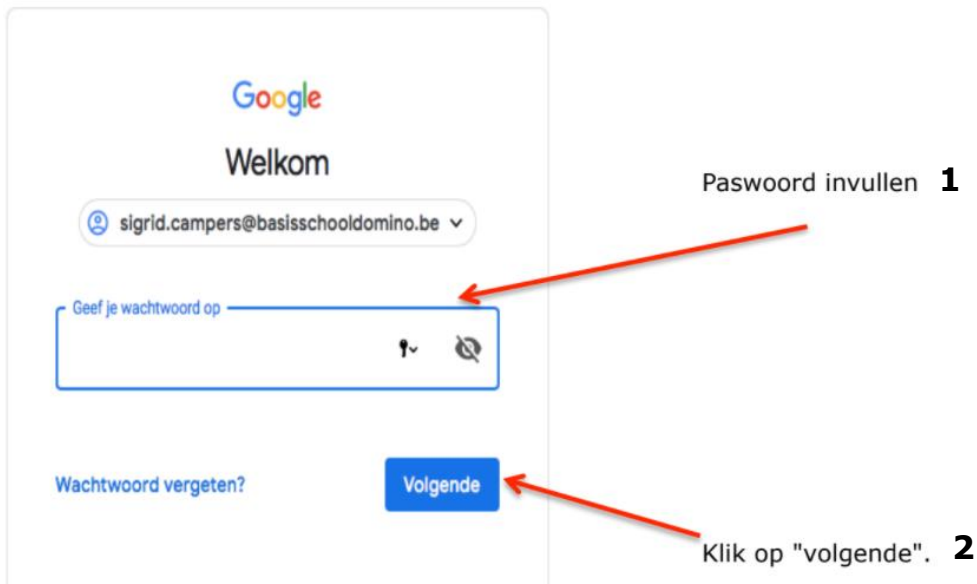 Google
Welkom
sigrid.campers@basisschooldomino.be
Paswoord invullen 1
Geef je wachtwoord op
Wachtwoord vergeten?
Volgende
Klik op "volgende". 2